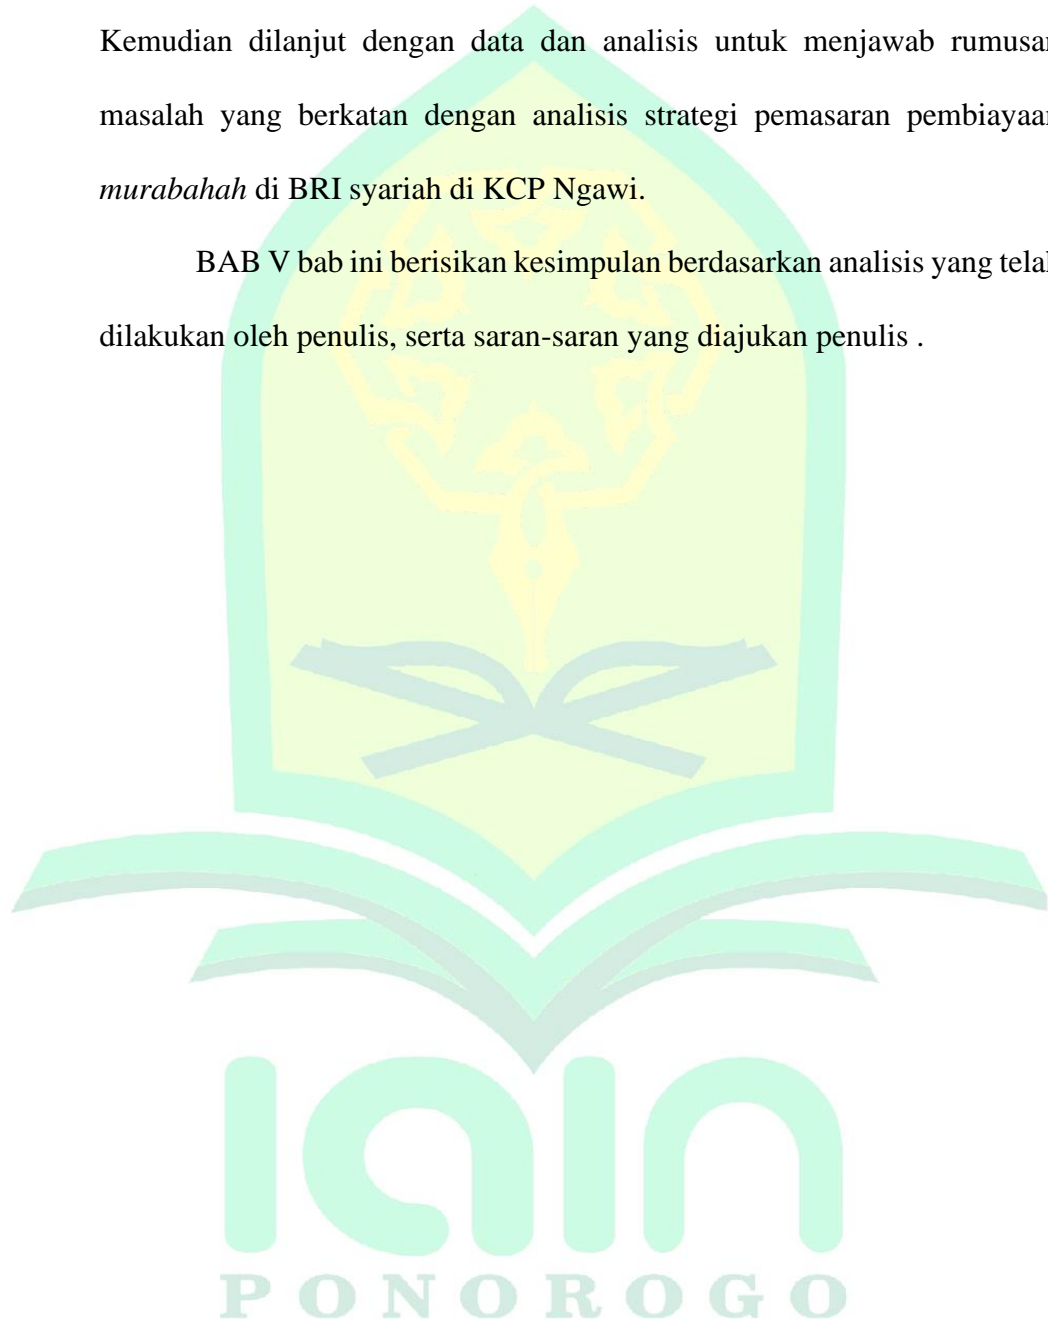 Kemudian dilanjut dengan data dan analisis untuk menjawab rumusan
masalah yang berkatan dengan analisis strategi pemasaran pembiayaan
murabahah di BRI syariah di KCP Ngawi.
BAB V bab ini berisikan kesimpulan berdasarkan analisis yang telah
dilakukan oleh penulis, serta saran-saran yang diajukan penulis .
iain
PONOROGO